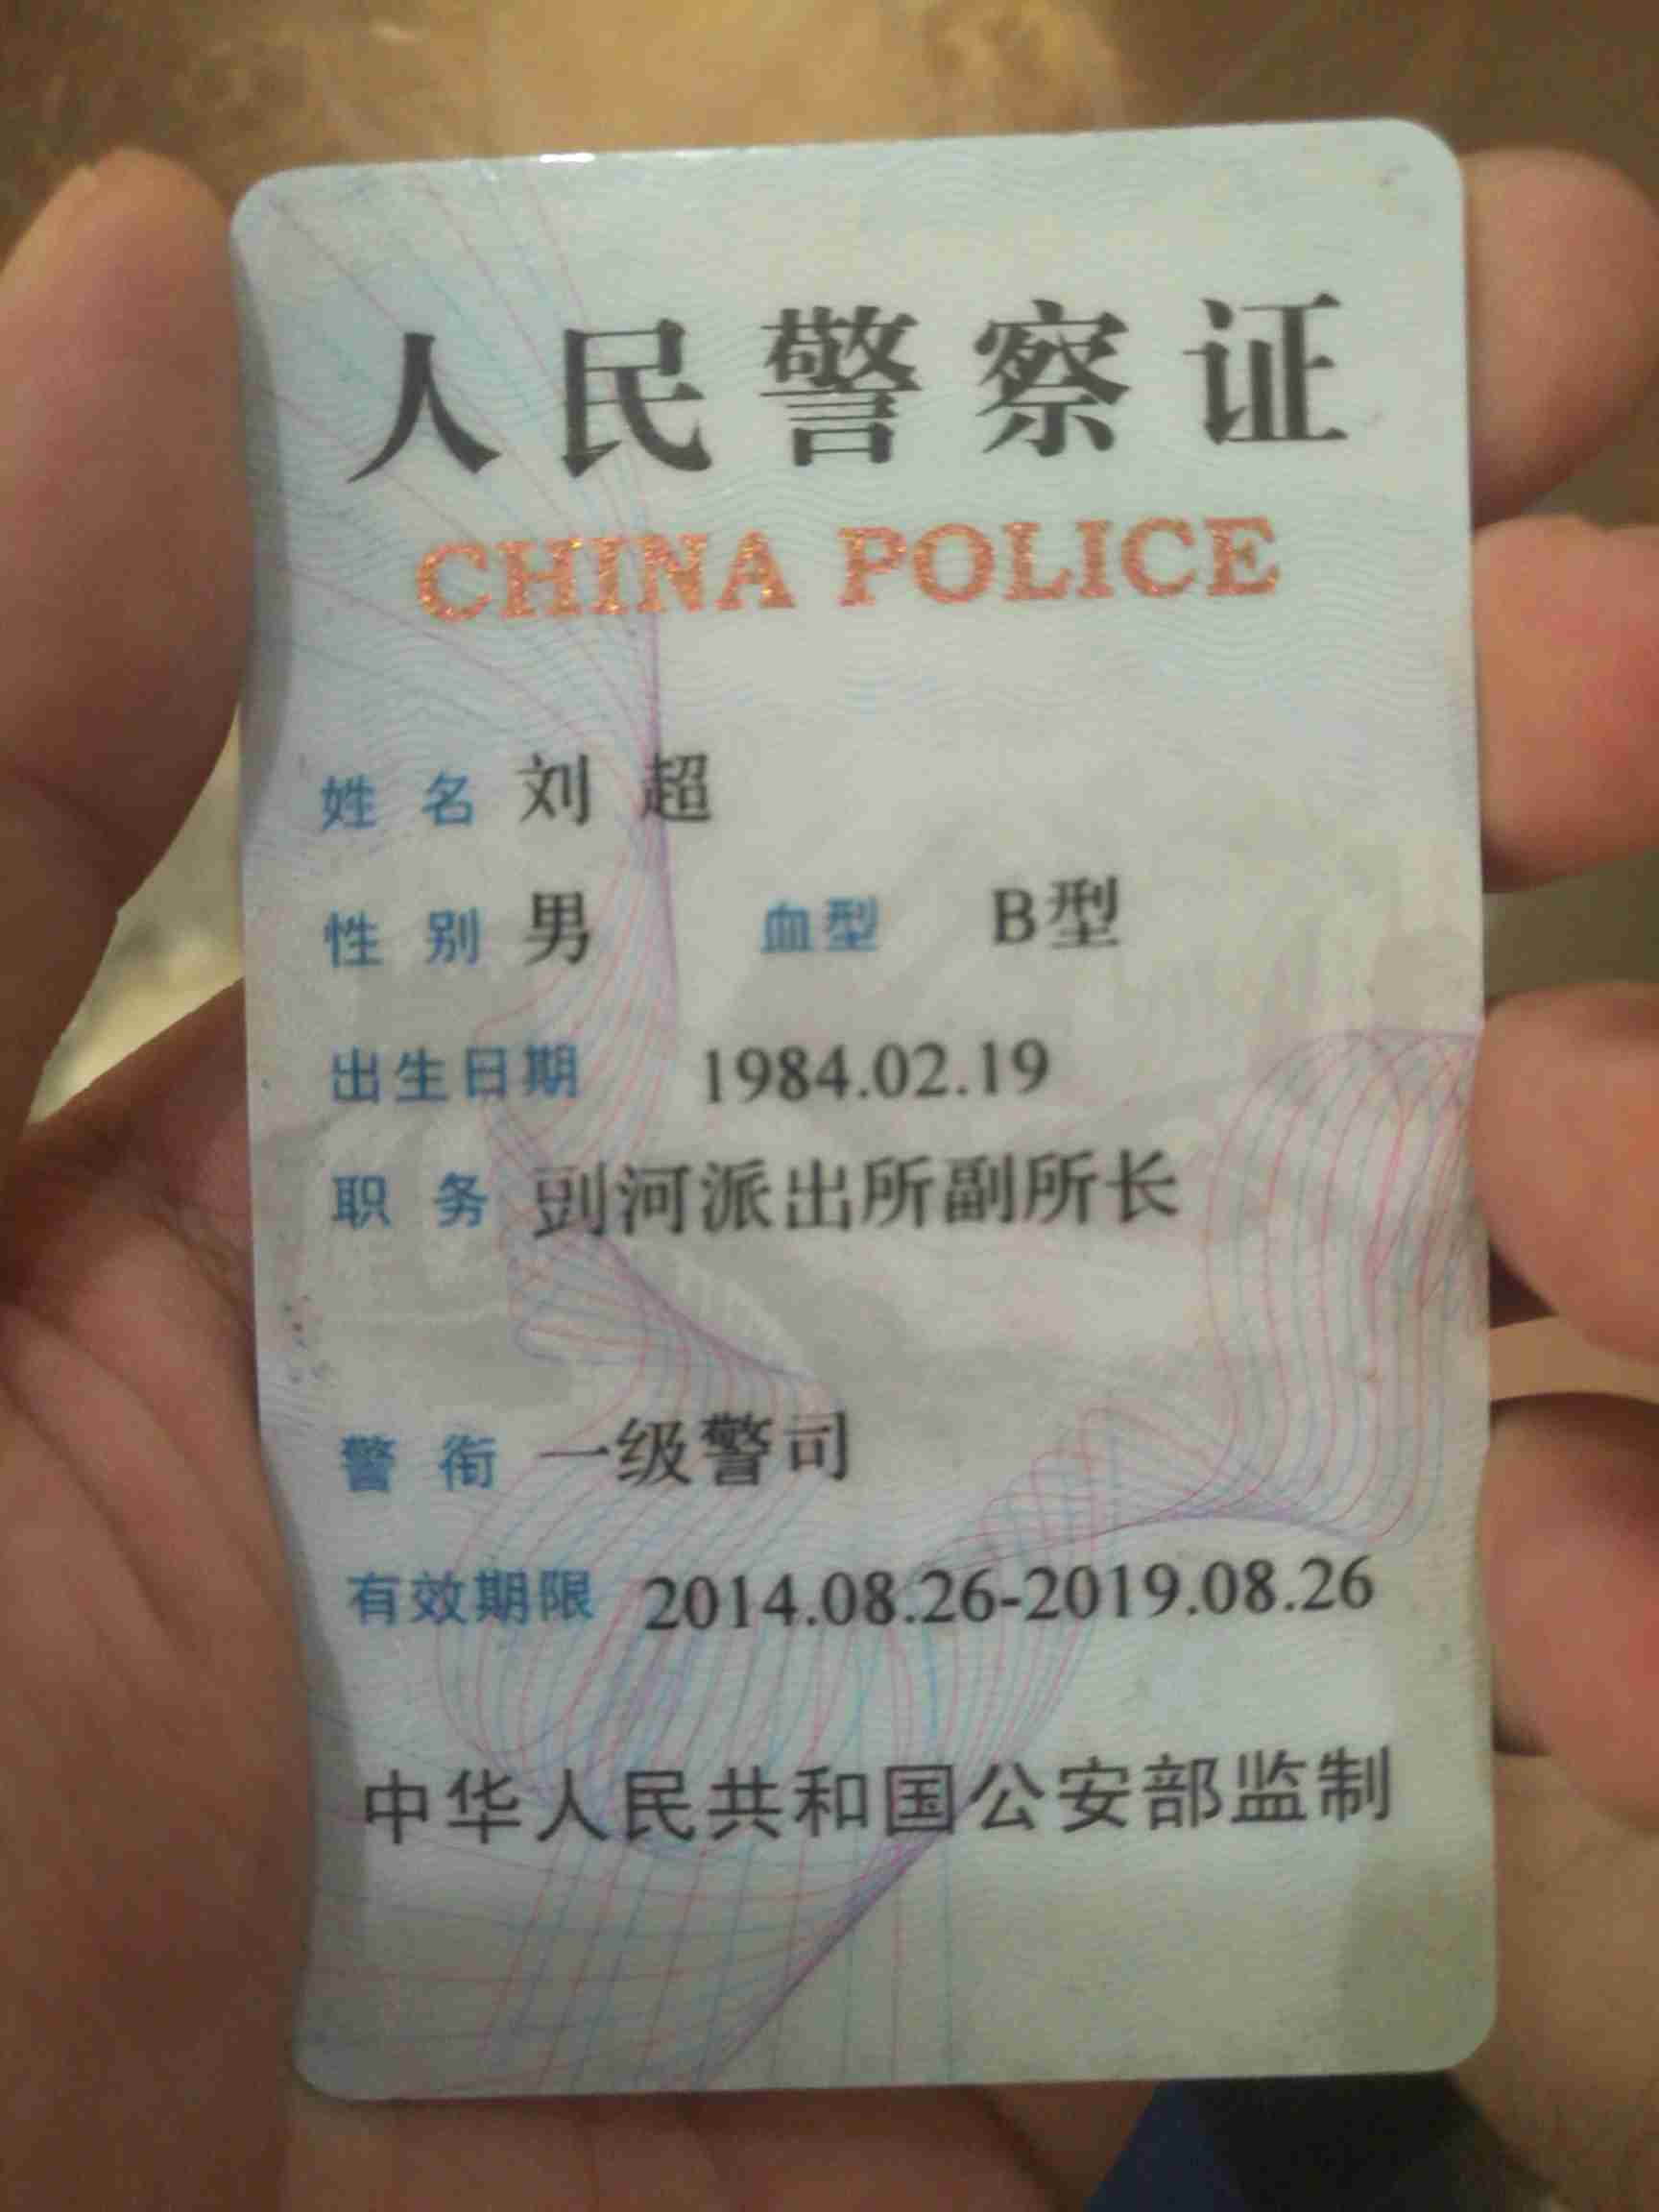 人民警察证
CHINA POLICE
姓 名 刘 超
性 别 男 血型 B型
出生日期 1984.02.19
职 务 剅河派出所副所长
警 衔 一级警司
有效期限 2014.08.26-2019.08.26
中华人民共和国公安部监制